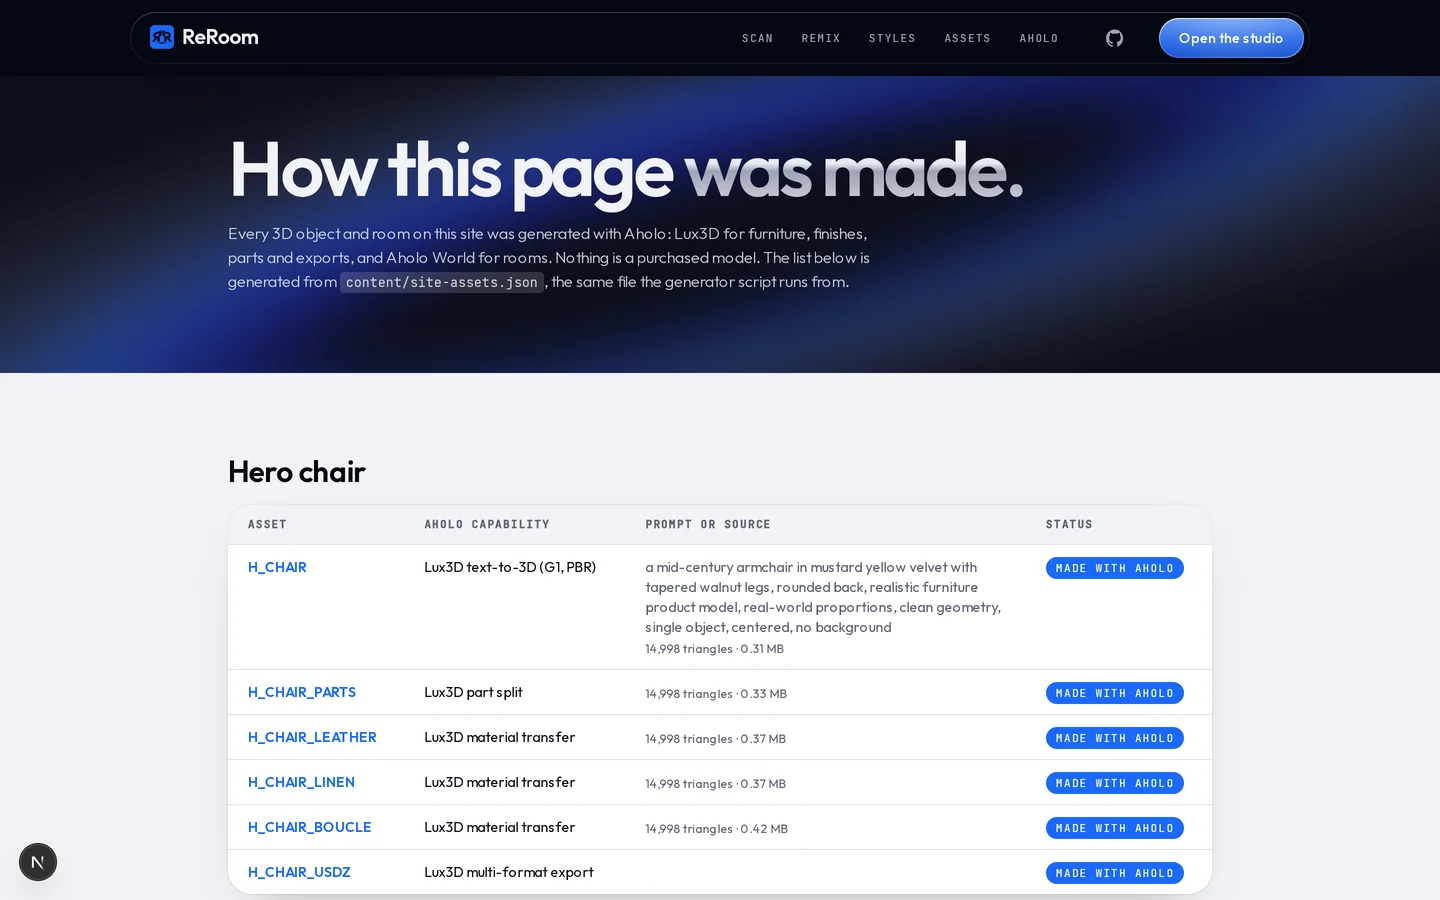 ReRoom
SCAN
REMIX
STYLES
ASSETS
AHOLO
Open the studio
How this page was made.
Every 3D object and room on this site was generated with Aholo: Lux3D for furniture, finishes,
parts and exports, and Aholo World for rooms. Nothing is a purchased model. The list below is
generated from content/site-assets.json, the same file the generator script runs from.
Hero chair
ASSET
AHOLO CAPABILITY
PROMPT OR SOURCE
STATUS
H_CHAIR
Lux3D text-to-3D (G1, PBR)
a mid-century armchair in mustard yellow velvet with
tapered walnut legs, rounded back, realistic furniture
product model, real-world proportions, clean geometry,
single object, centered, no background
14,998 triangles · 0.31 MB
MADE WITH AHOLO
H_CHAIR_PARTS
Lux3D part split
14,998 triangles · 0.33 MB
MADE WITH AHOLO
H_CHAIR_LEATHER
Lux3D material transfer
14,998 triangles · 0.37 MB
MADE WITH AHOLO
H_CHAIR_LINEN
Lux3D material transfer
14,998 triangles · 0.37 MB
MADE WITH AHOLO
H_CHAIR_BOUCLE
Lux3D material transfer
14,998 triangles · 0.42 MB
MADE WITH AHOLO
H_CHAIR_USDZ
Lux3D multi-format export
MADE WITH AHOLO
N